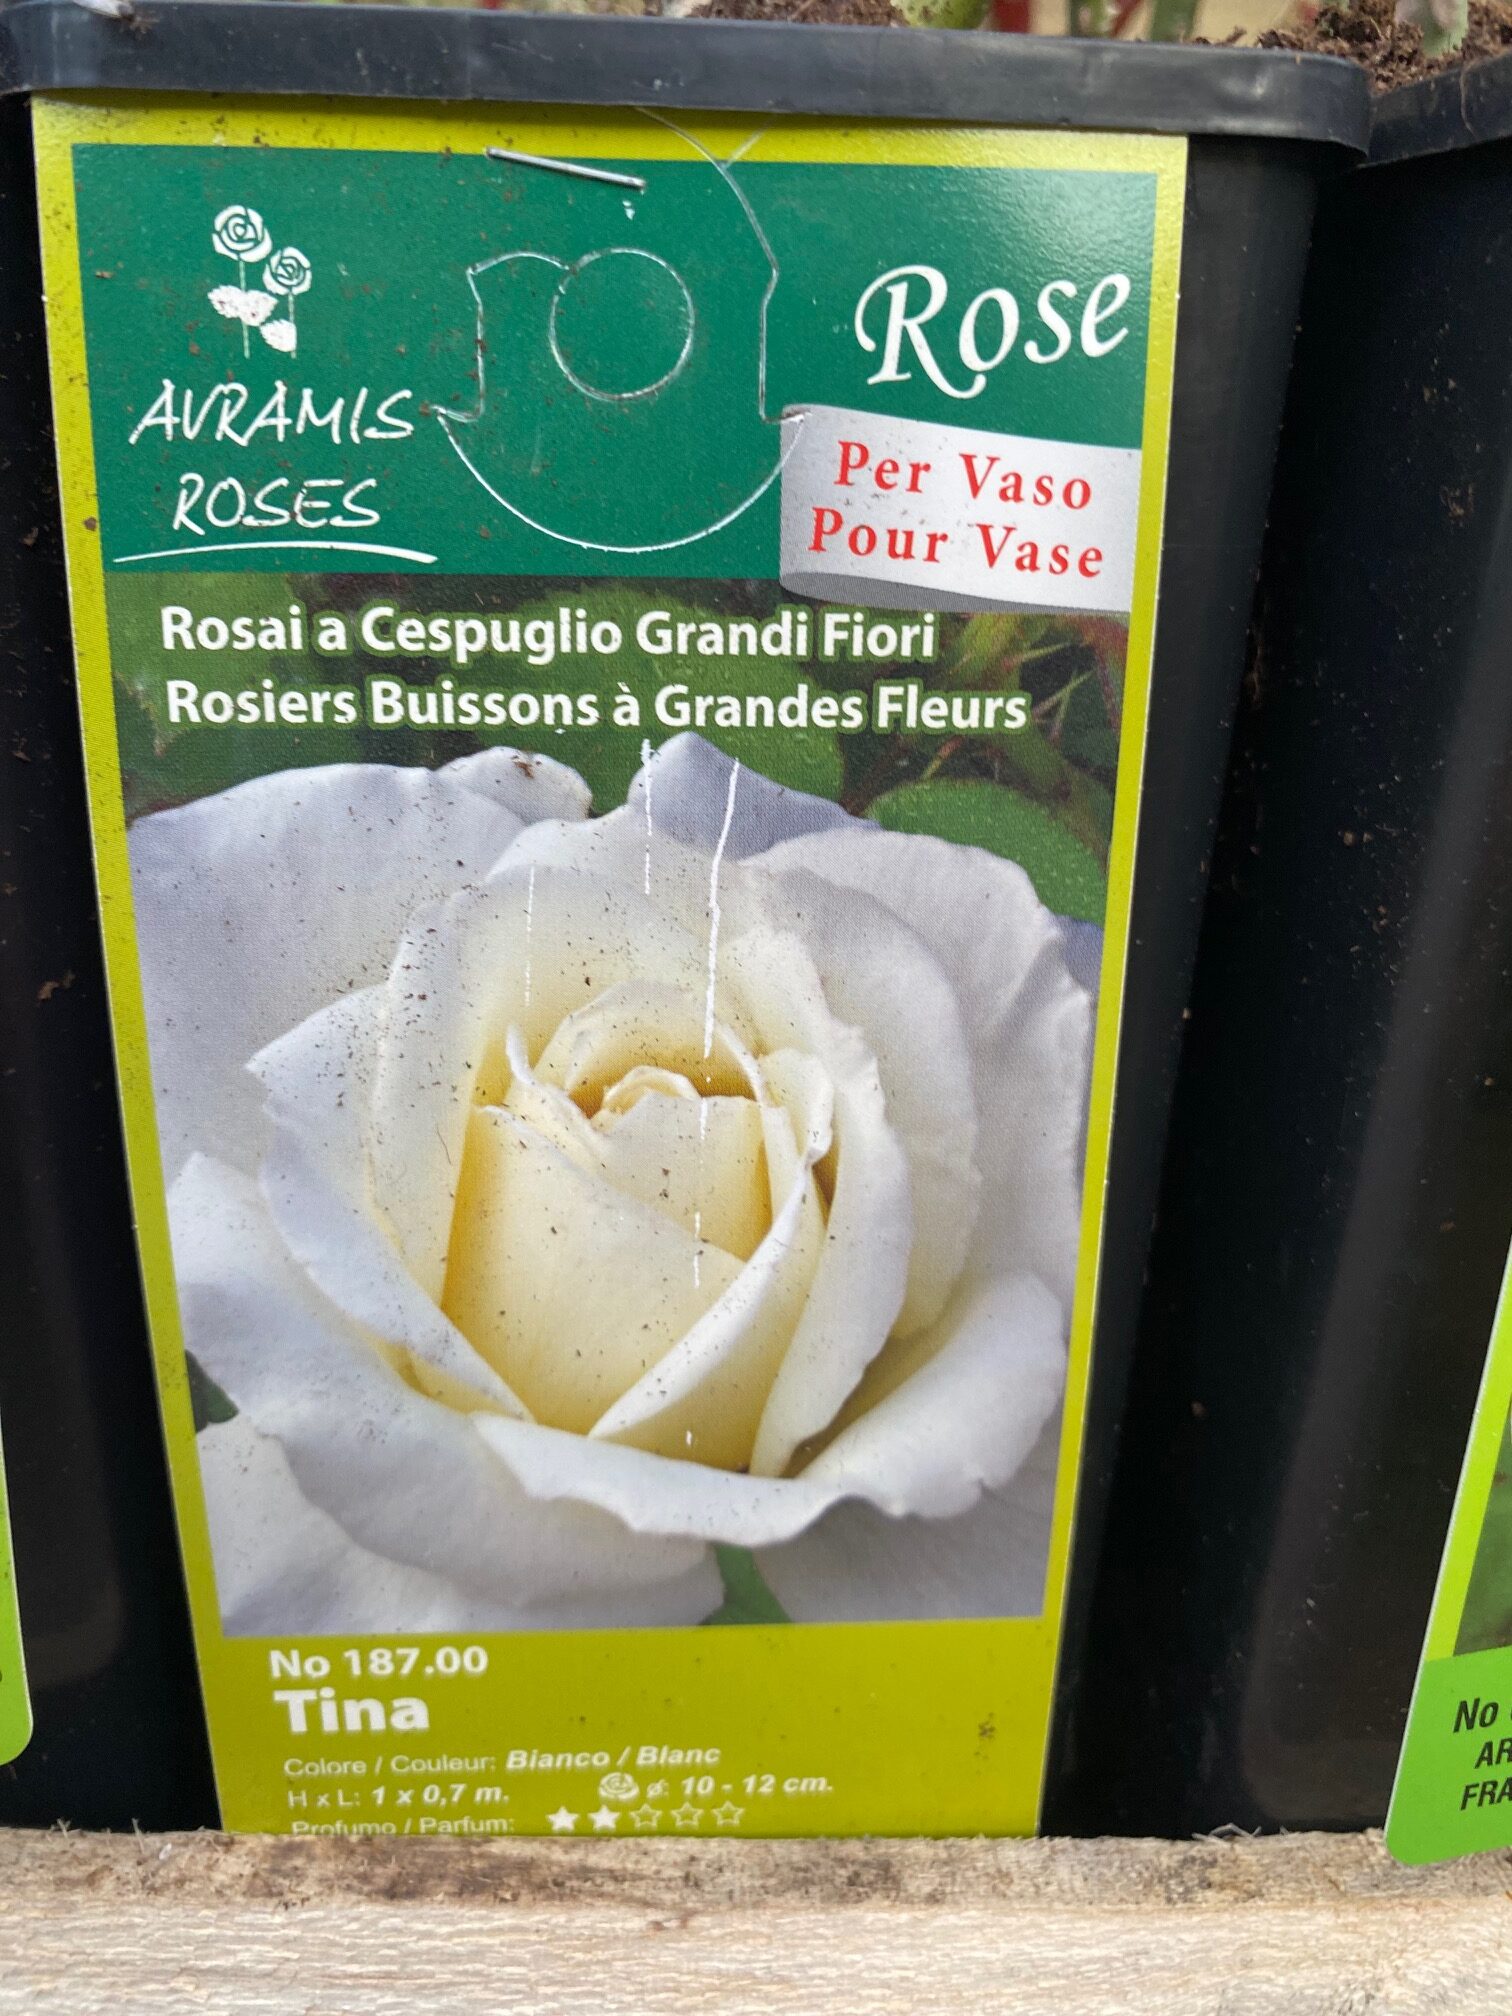 AVRAMIS
ROSES
Rose
Per Vaso
Pour Vase
Rosai a Cespuglio Grandi Fiori
Rosiers Buissons à Grandes Fleurs
No 187.00
Tina
Colore / Couleur: Bianco / Blanc
H x L: 1 x 0,7 m. ø: 10 - 12 cm.
Profumo / Parfum:
No
AR
FRA